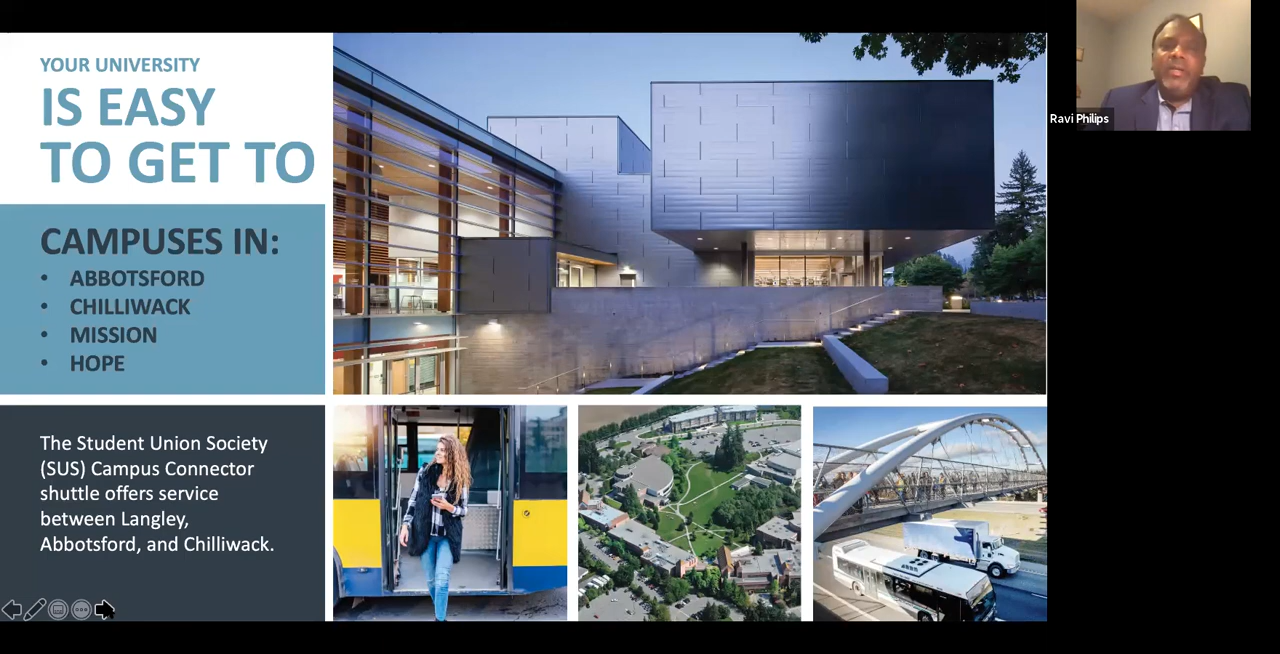 YOUR UNIVERSITY
IS EASY
TO GET TO
CAMPUSES IN:
• ABBOTSFORD
• CHILLIWACK
• MISSION
• HOPE
The Student Union Society
(SUS) Campus Connector
shuttle offers service
between Langley,
Abbotsford, and Chilliwack.
Ravi Philips